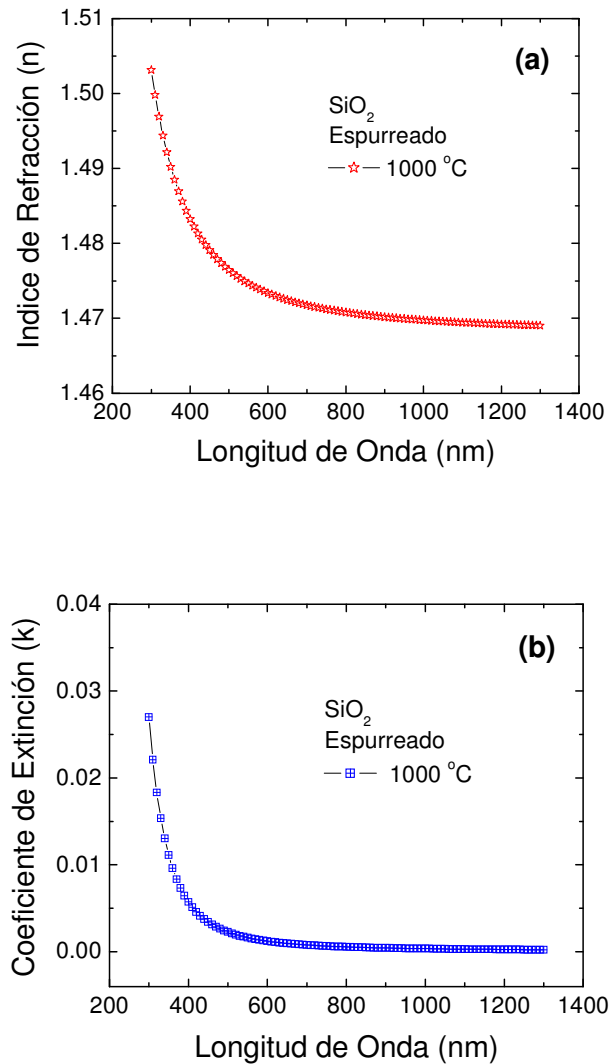 1.51
1.50
1.49
1.48
1.47
1.46
Indice de Refracción (n)
(a)
SiO2
Espurreado
1000 °C
200 400 600 800 1000 1200 1400
Longitud de Onda (nm)
0.04
0.03
0.02
0.01
0.00
Coeficiente de Extinción (k)
(b)
SiO2
Espurreado
1000 °C
200 400 600 800 1000 1200 1400
Longitud de Onda (nm)